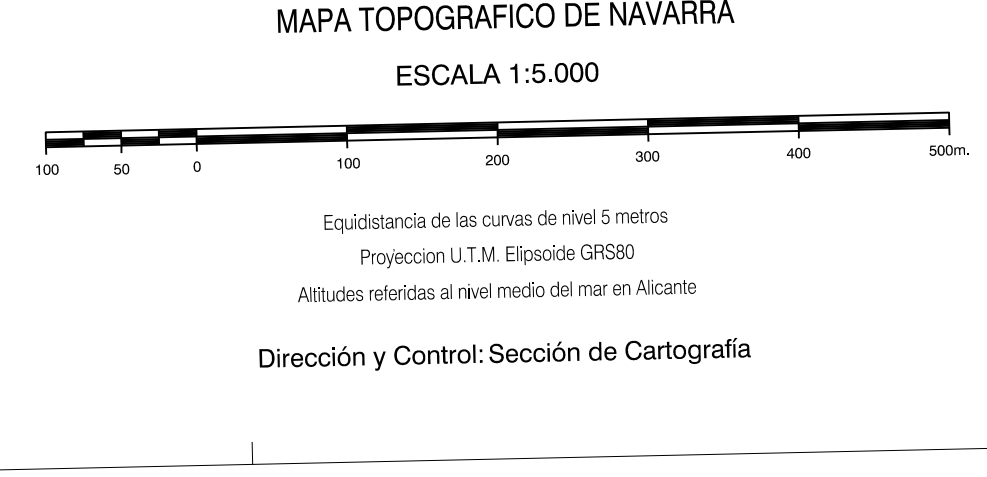 MAPA TOPOGRAFICO DE NAVARRA
ESCALA 1:5.000
100 50 0 100 200 300 400 500m.
Equidistancia de las curvas de nivel 5 metros
Proyeccion U.T.M. Elipsoide GRS80
Altitudes referidas al nivel medio del mar en Alicante
Dirección y Control: Sección de Cartografía